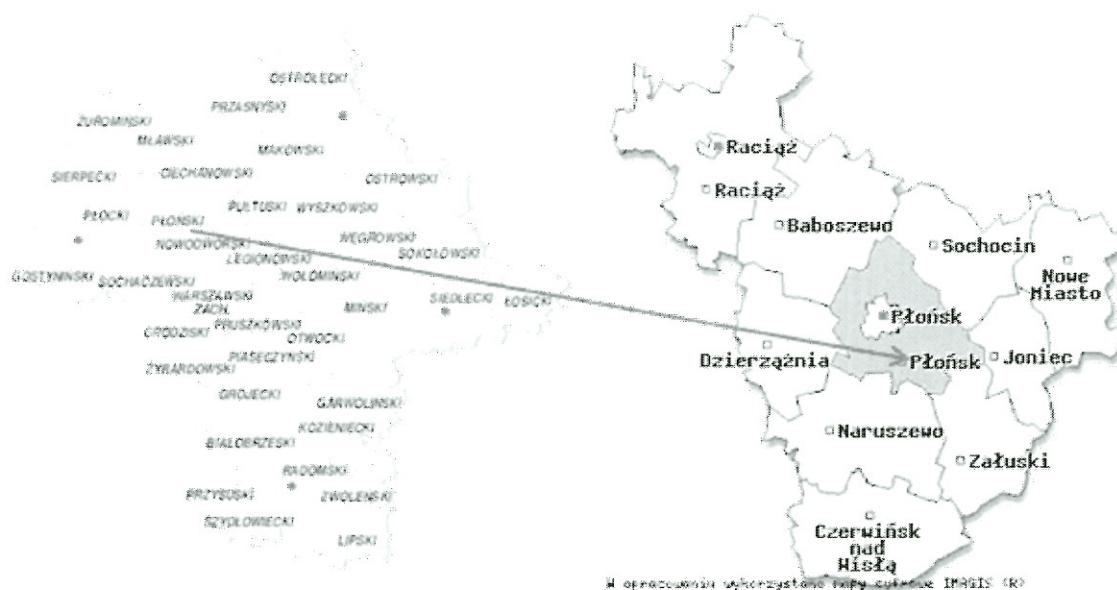 OSTROŁĘCKI
PRZASNYSKI
ŻUROMIŃSKI
MŁAWSKI
MAKOWSKI
SIERPECKI
CIECHANOWSKI
OSTROWSKI
PŁOCKI
PŁOŃSKI
PUŁTUSKI
WYSZKOWSKI
NOWODWORSKI
WĘGROWSKI
LEGIONOWSKI
SOKOŁOWSKI
GOSTYNIŃSKI
SOCHACZEWSKI
WOŁOMIŃSKI
WARSZAWSKI
ZACH.
MIŃSKI
SIEDLECKI
ŁOSICKI
GRODZISKI
PRUSZKOWSKI
OTWOCKI
PIASECZYŃSKI
ŻYRARDOWSKI
GRÓJECKI
GARWOLIŃSKI
KOZIENICKI
BIAŁOBRZESKI
RADOMSKI
PRZYSUSKI
ZWOLEŃSKI
SZYDŁOWIECKI
LIPSKI
Raciąż
Raciąż
Baboszewo
Sochocin
Nowe
Miasto
Płońsk
Dzierzążnia
Płońsk
Joniec
Naruszewo
Załuski
Czerwińsk
nad
Wisłą
W opracowaniu wykorzystano mapy cyfrowe IMAGIS (R)